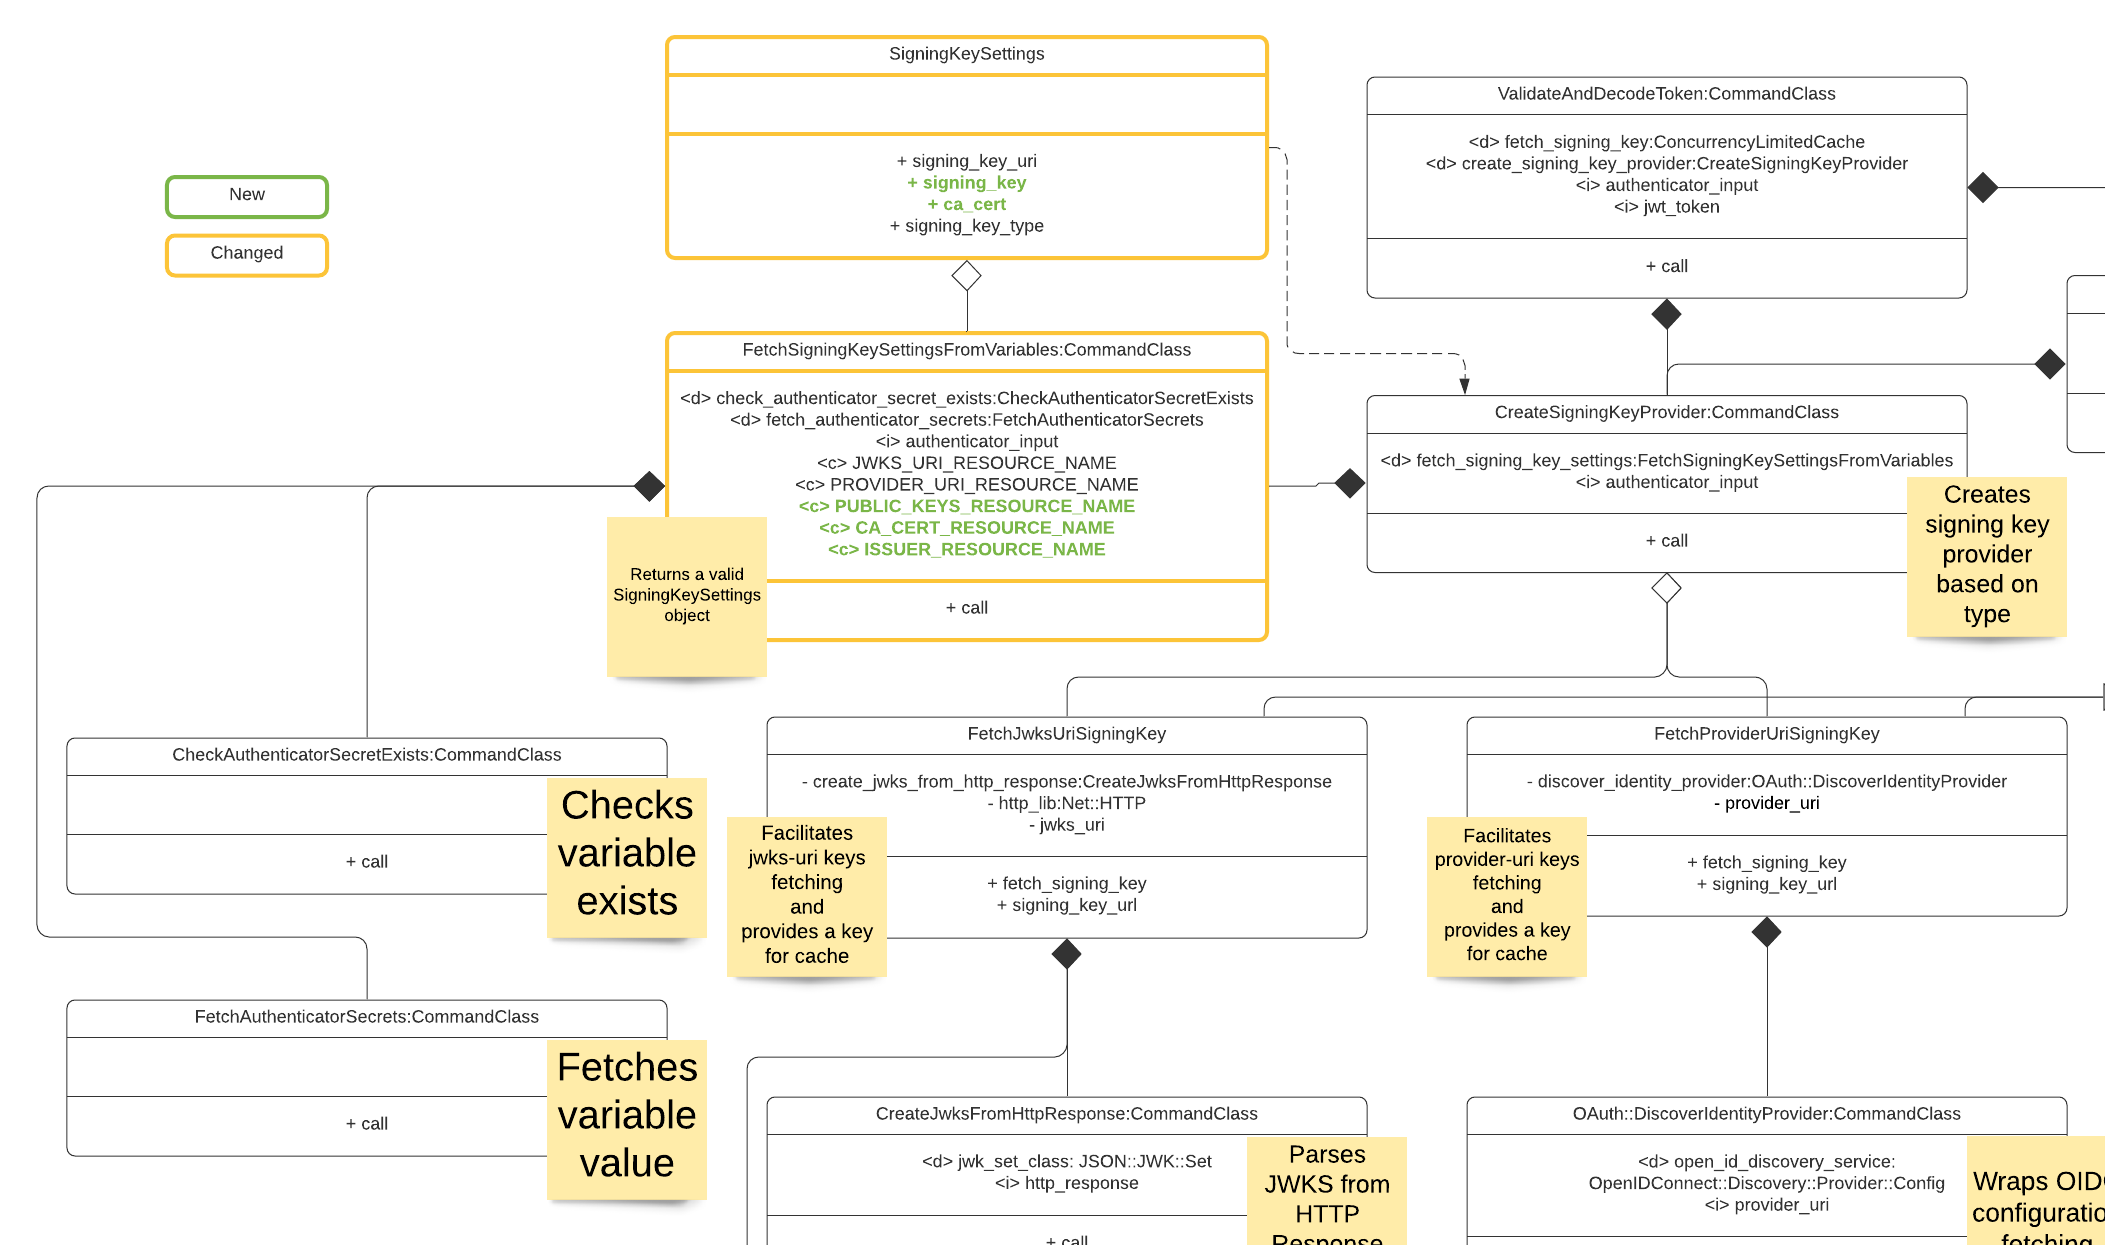 SigningKeySettings
+ signing_key_uri
+ signing_key
+ ca_cert
+ signing_key_type
New
Changed
ValidateAndDecodeToken:CommandClass
<d> fetch_signing_key:ConcurrencyLimitedCache
<d> create_signing_key_provider:CreateSigningKeyProvider
<i> authenticator_input
<i> jwt_token
+ call
FetchSigningKeySettingsFromVariables:CommandClass
<d> check_authenticator_secret_exists:CheckAuthenticatorSecretExists
<d> fetch_authenticator_secrets:FetchAuthenticatorSecrets
<i> authenticator_input
<c> JWKS_URI_RESOURCE_NAME
<c> PROVIDER_URI_RESOURCE_NAME
<c> PUBLIC_KEYS_RESOURCE_NAME
<c> CA_CERT_RESOURCE_NAME
<c> ISSUER_RESOURCE_NAME
+ call
Returns a valid
SigningKeySettings
object
CreateSigningKeyProvider:CommandClass
<d> fetch_signing_key_settings:FetchSigningKeySettingsFromVariables
<i> authenticator_input
+ call
Creates
signing key
provider
based on
type
CheckAuthenticatorSecretExists:CommandClass
+ call
Checks
variable
exists
FetchJwksUriSigningKey
- create_jwks_from_http_response:CreateJwksFromHttpResponse
- http_lib:Net::HTTP
- jwks_uri
+ fetch_signing_key
+ signing_key_url
Facilitates
jwks-uri keys
fetching
and
provides a key
for cache
FetchProviderUriSigningKey
- discover_identity_provider:OAuth::DiscoverIdentityProvider
- provider_uri
+ fetch_signing_key
+ signing_key_url
Facilitates
provider-uri keys
fetching
and
provides a key
for cache
FetchAuthenticatorSecrets:CommandClass
+ call
Fetches
variable
value
CreateJwksFromHttpResponse:CommandClass
<d> jwk_set_class: JSON::JWK::Set
<i> http_response
+ call
Parses
JWKS from
HTTP
Response
OAuth::DiscoverIdentityProvider:CommandClass
<d> open_id_discovery_service:
OpenIDConnect::Discovery::Provider::Config
<i> provider_uri
Wraps
fetching